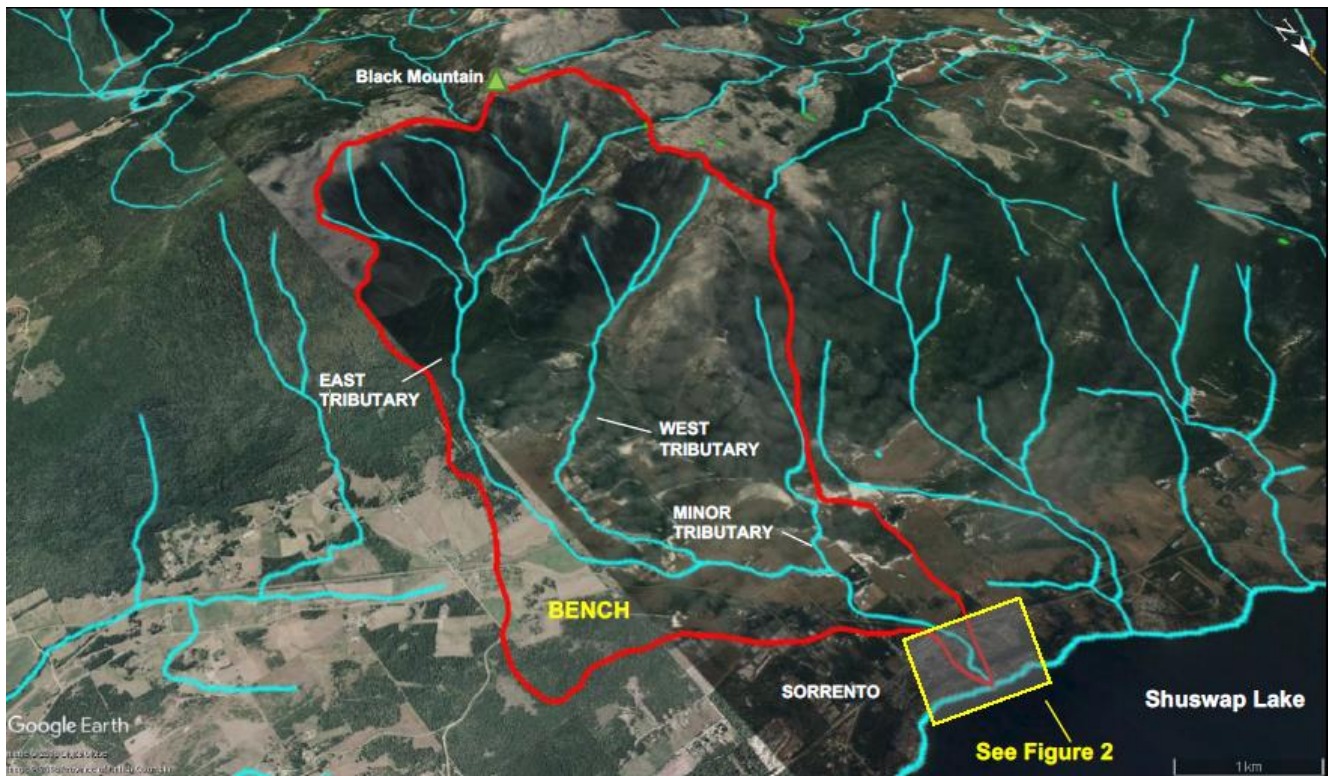 N
Black Mountain
EAST
TRIBUTARY
WEST
TRIBUTARY
MINOR
TRIBUTARY
BENCH
SORRENTO
Shuswap Lake
Google Earth
See Figure 2
1km